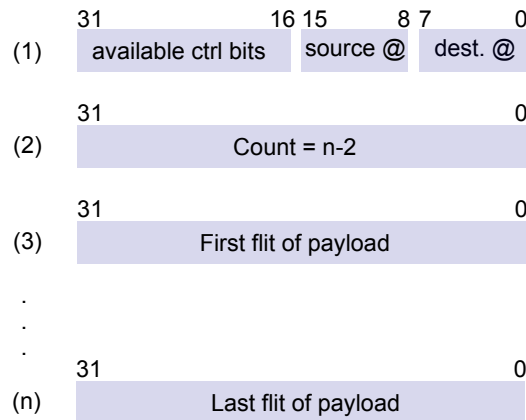 31 16 15 8 7 0
(1) available ctrl bits source @ dest. @
31 0
(2) Count = n-2
31 0
(3) First flit of payload
.
.
.
31 0
(n) Last flit of payload